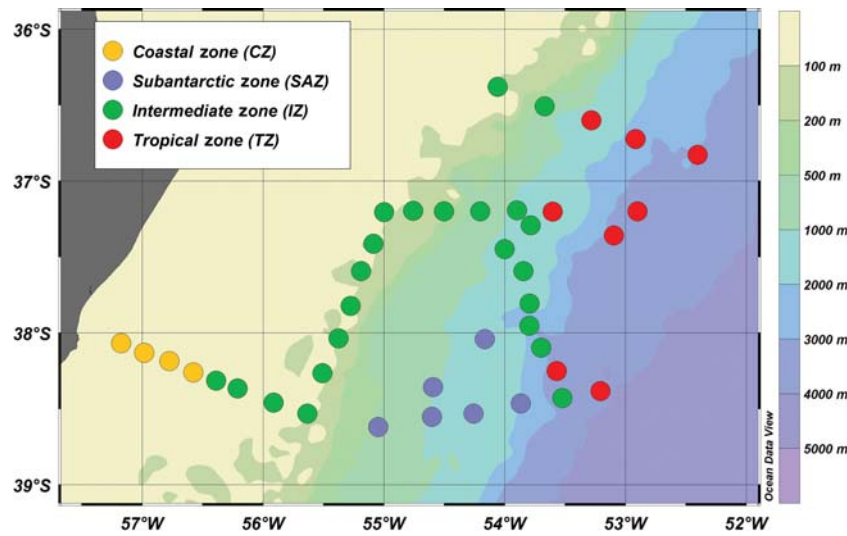 36°S
37°S
38°S
39°S
57°W
56°W
55°W
54°W
53°W
52°W
Coastal zone (CZ)
Subantarctic zone (SAZ)
Intermediate zone (IZ)
Tropical zone (TZ)
100 m
200 m
500 m
1000 m
2000 m
3000 m
4000 m
5000 m
Ocean Data View